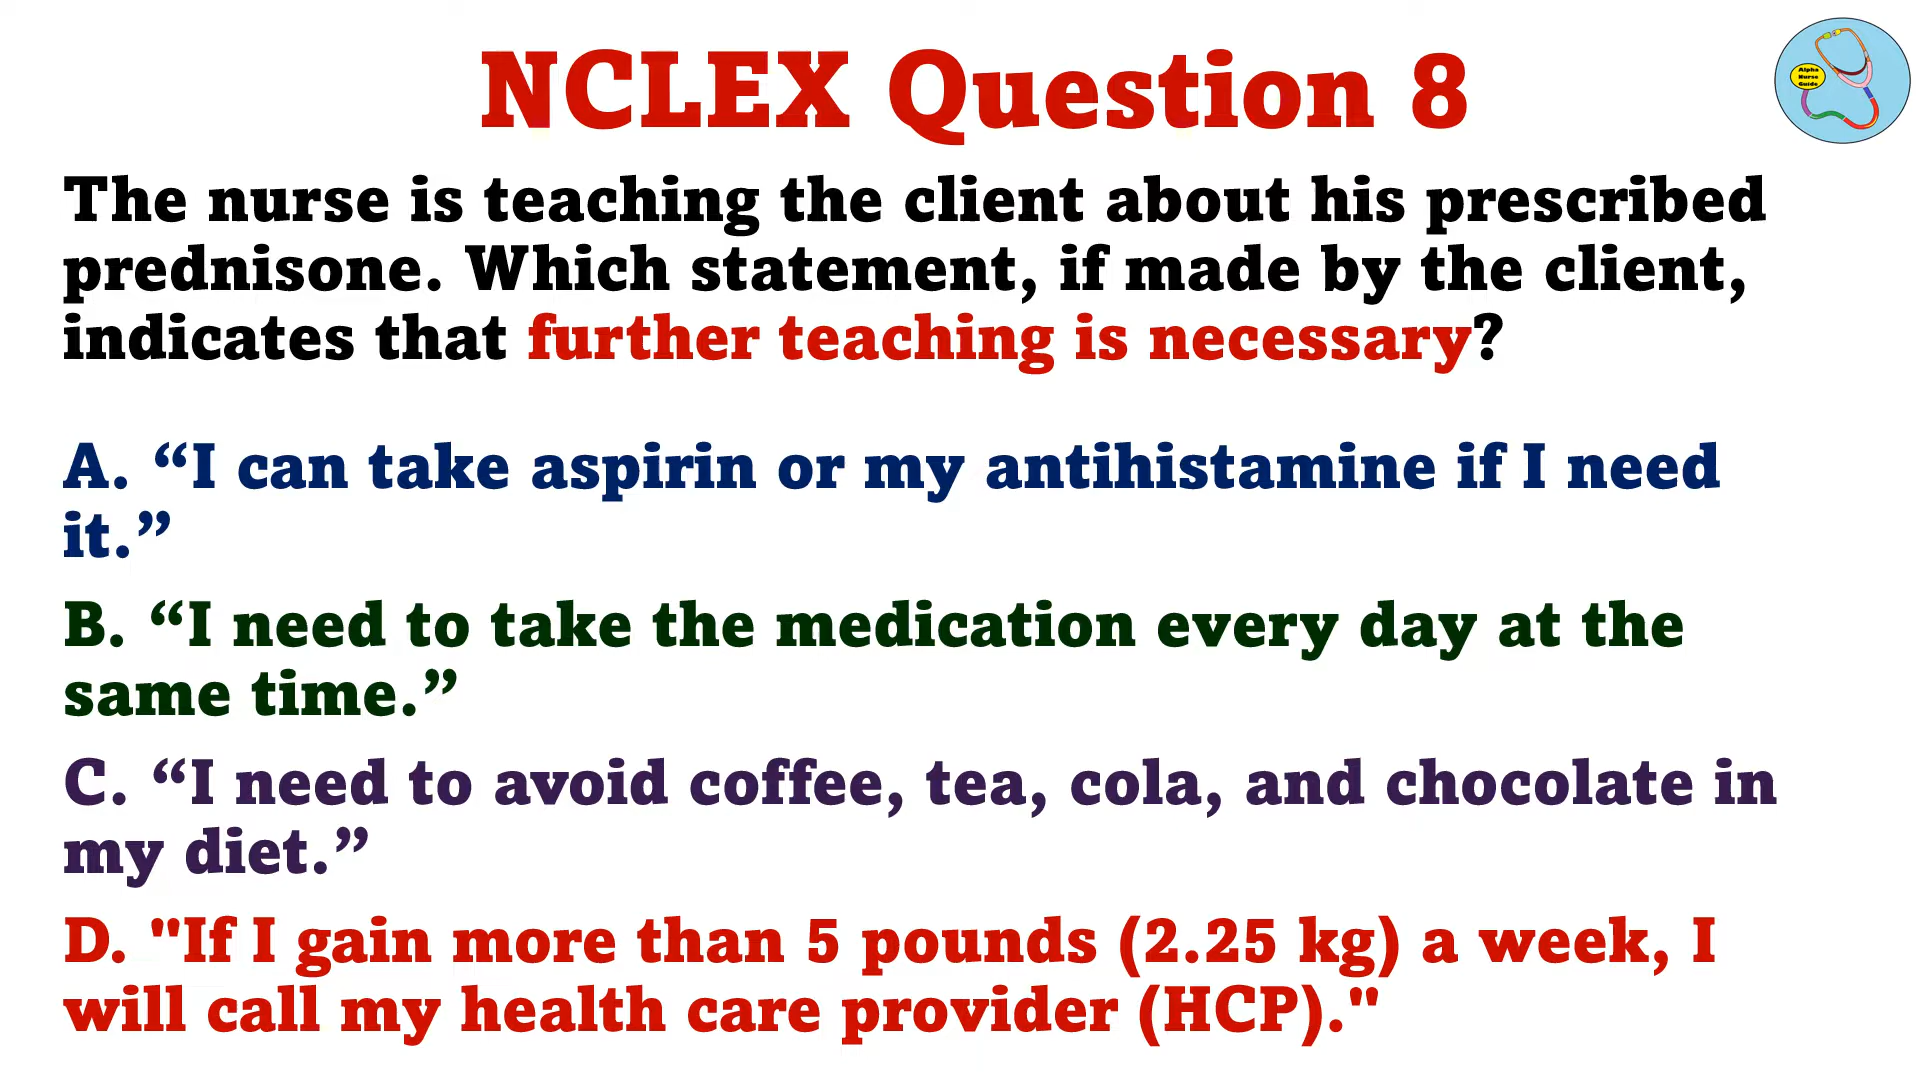 NCLEX Question 8
Alpha
Nurse
Guide
The nurse is teaching the client about his prescribed
prednisone. Which statement, if made by the client,
indicates that further teaching is necessary?
A. “I can take aspirin or my antihistamine if I need
it.”
B. “I need to take the medication every day at the
same time.”
C. “I need to avoid coffee, tea, cola, and chocolate in
my diet.”
D. "If I gain more than 5 pounds (2.25 kg) a week, I
will call my health care provider (HCP)."